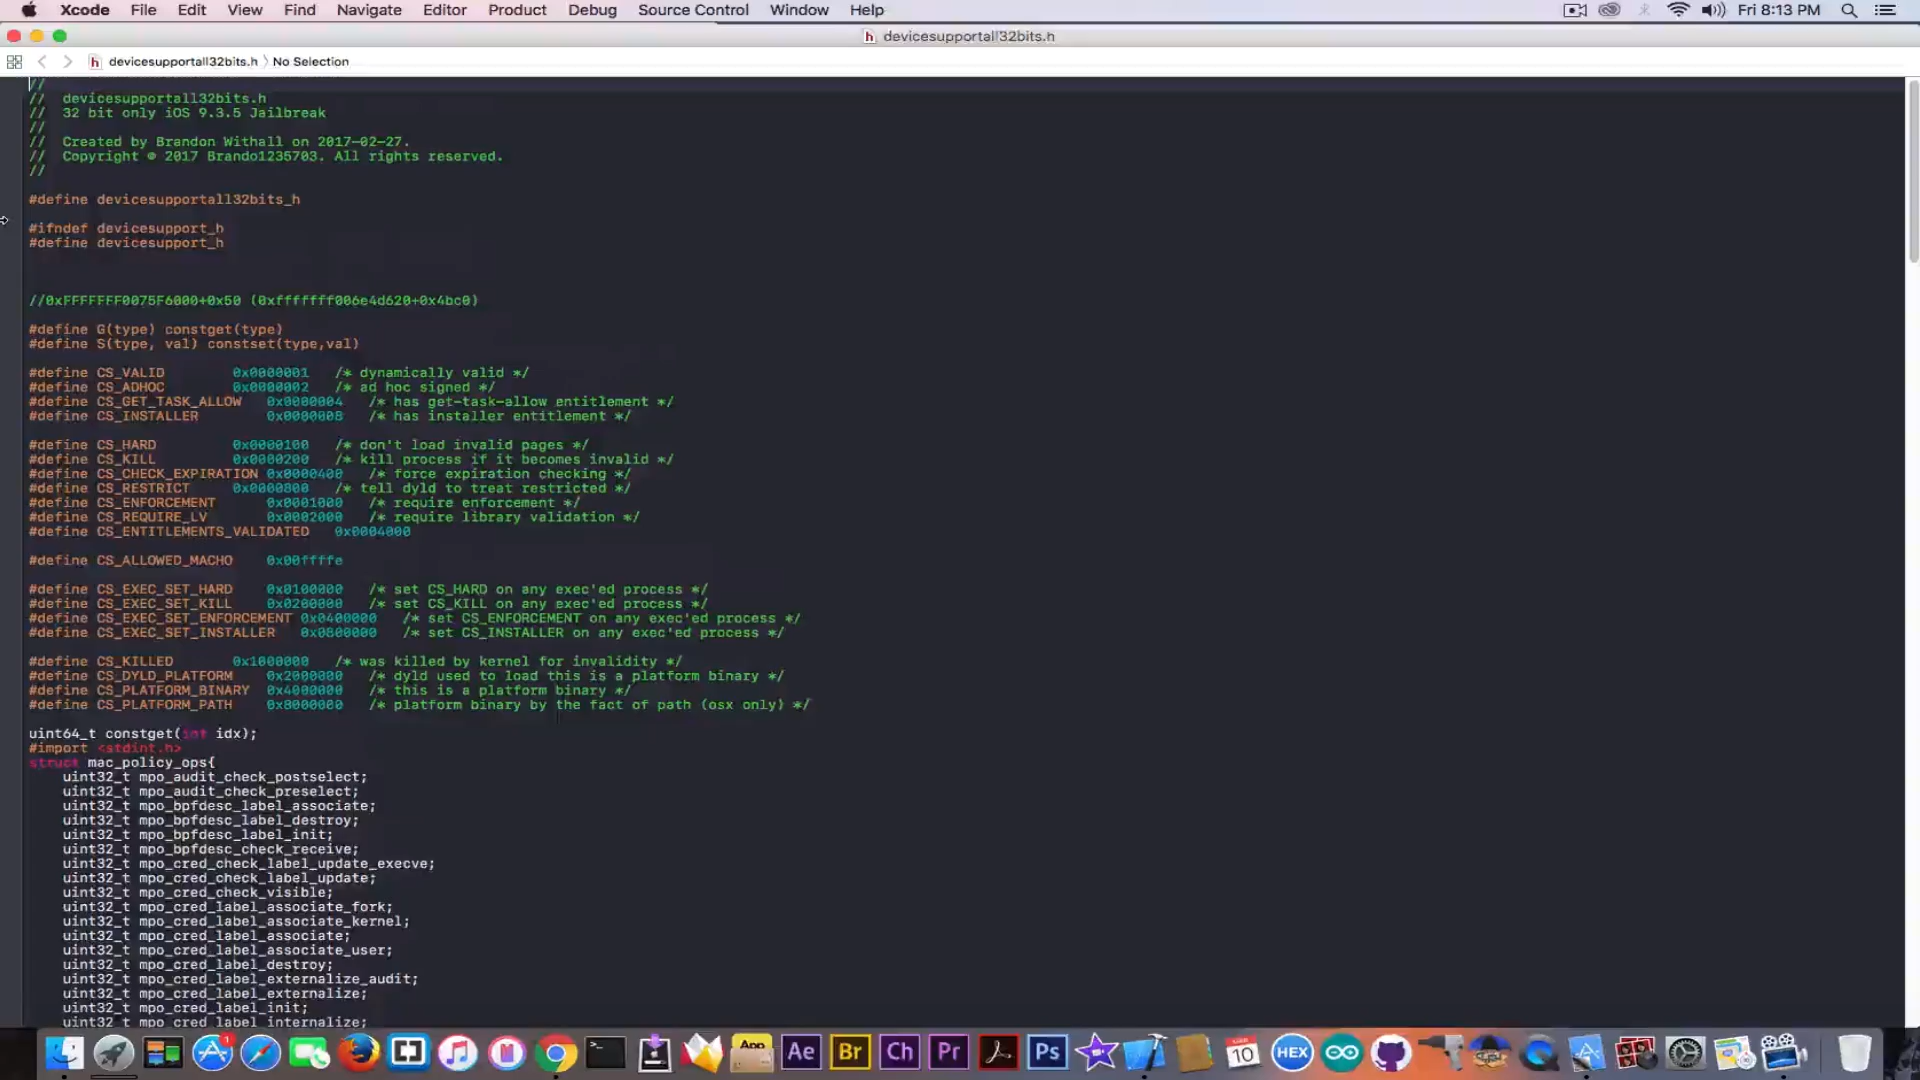 Xcode File Edit View Find Navigate Editor Product Debug Source Control Window Help Fri 8:13 PM
devicesupportall32bits.h
devicesupportall32bits.h No Selection
//
//  devicesupportall32bits.h
//  32 bit only iOS 9.3.5 Jailbreak
//
//  Created by Brandon Withall on 2017-02-27.
//  Copyright © 2017 Brando1235703. All rights reserved.
//
#define devicesupportall32bits_h
#ifndef devicesupport_h
#define devicesupport_h
//0xFFFFFFF0075F6000+0x50 (0xfffffff006e4d620+0x4bc0)
#define G(type) constget(type)
#define S(type, val) constset(type,val)
#define CS_VALID 0x0000001 /* dynamically valid */
#define CS_ADHOC 0x0000002 /* ad hoc signed */
#define CS_GET_TASK_ALLOW 0x0000004 /* has get-task-allow entitlement */
#define CS_INSTALLER 0x0000008 /* has installer entitlement */
#define CS_HARD 0x0000100 /* don't load invalid pages */
#define CS_KILL 0x0000200 /* kill process if it becomes invalid */
#define CS_CHECK_EXPIRATION 0x0000400 /* force expiration checking */
#define CS_RESTRICT 0x0000800 /* tell dyld to treat restricted */
#define CS_ENFORCEMENT 0x0001000 /* require enforcement */
#define CS_REQUIRE_LV 0x0002000 /* require library validation */
#define CS_ENTITLEMENTS_VALIDATED 0x0004000
#define CS_ALLOWED_MACHO 0x00ffffe
#define CS_EXEC_SET_HARD 0x0100000 /* set CS_HARD on any exec'ed process */
#define CS_EXEC_SET_KILL 0x0200000 /* set CS_KILL on any exec'ed process */
#define CS_EXEC_SET_ENFORCEMENT 0x0400000 /* set CS_ENFORCEMENT on any exec'ed process */
#define CS_EXEC_SET_INSTALLER 0x0800000 /* set CS_INSTALLER on any exec'ed process */
#define CS_KILLED 0x1000000 /* was killed by kernel for invalidity */
#define CS_DYLD_PLATFORM 0x2000000 /* dyld used to load this is a platform binary */
#define CS_PLATFORM_BINARY 0x4000000 /* this is a platform binary */
#define CS_PLATFORM_PATH 0x8000000 /* platform binary by the fact of path (osx only) */
uint64_t constget(int idx);
#import <stdint.h>
struct mac_policy_ops{
uint32_t mpo_audit_check_postselect;
uint32_t mpo_audit_check_preselect;
uint32_t mpo_bpfdesc_label_associate;
uint32_t mpo_bpfdesc_label_destroy;
uint32_t mpo_bpfdesc_label_init;
uint32_t mpo_bpfdesc_check_receive;
uint32_t mpo_cred_check_label_update_execve;
uint32_t mpo_cred_check_label_update;
uint32_t mpo_cred_check_visible;
uint32_t mpo_cred_label_associate_fork;
uint32_t mpo_cred_label_associate_kernel;
uint32_t mpo_cred_label_associate;
uint32_t mpo_cred_label_associate_user;
uint32_t mpo_cred_label_destroy;
uint32_t mpo_cred_label_externalize_audit;
uint32_t mpo_cred_label_externalize;
uint32_t mpo_cred_label_init;
uint32_t mpo_cred_label_internalize;
1 App Ae Br Ch Pr Ps 10 HEX